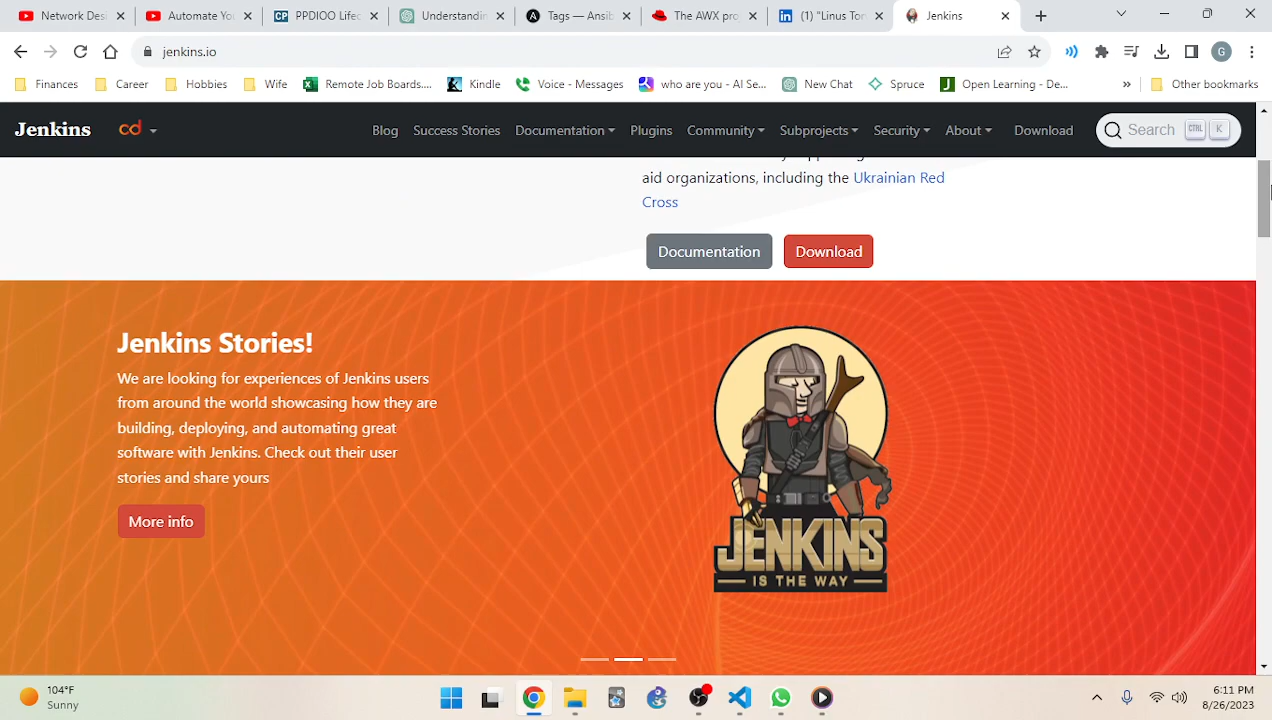 Network Desi
Automate You
PPDIOO Lifec
Understandin
Tags — Ansib
The AWX pro
(1) "Linus Tor
Jenkins
jenkins.io
G
Finances
Career
Hobbies
Wife
Remote Job Boards....
Kindle
Voice - Messages
who are you - AI Se...
New Chat
Spruce
Open Learning - De...
»
Other bookmarks
Jenkins
cd
Blog
Success Stories
Documentation
Plugins
Community
Subprojects
Security
About
Download
Search
CTRL
K
aid organizations, including the Ukrainian Red
Cross
Documentation
Download
Jenkins Stories!
We are looking for experiences of Jenkins users
from around the world showcasing how they are
building, deploying, and automating great
software with Jenkins. Check out their user
stories and share yours
More info
JENKINS
IS THE WAY
104°F
Sunny
6:11 PM
8/26/2023